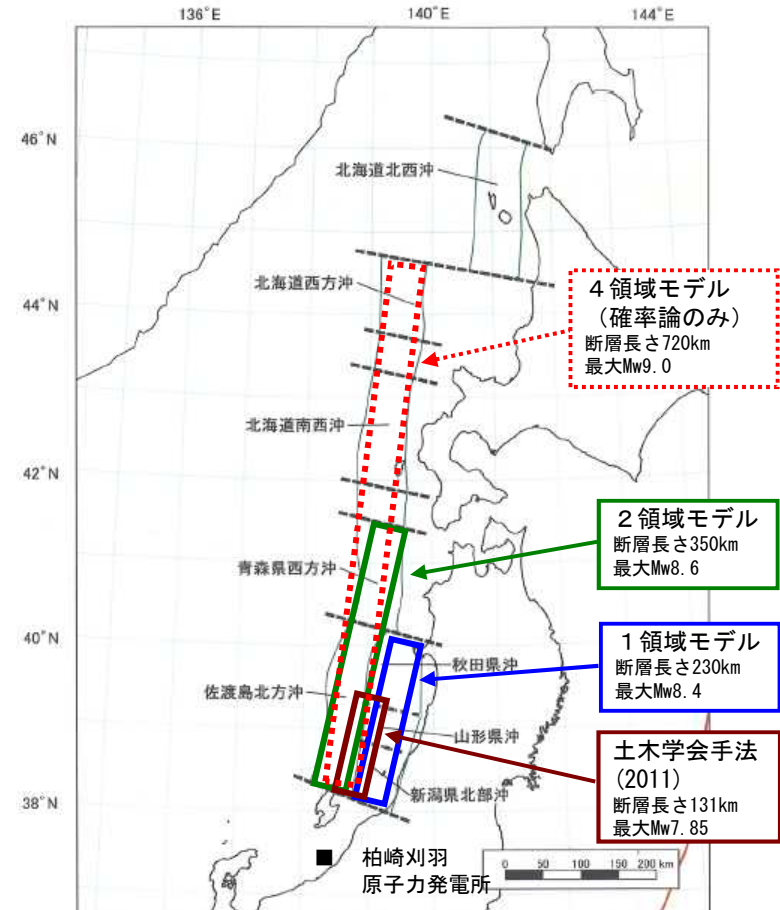 136°E
140°E
144°E
46°N
北海道北西沖
北海道西方沖
44°N
４領域モデル
（確率論のみ）
断層長さ720km
最大Mw9.0
北海道南西沖
42°N
２領域モデル
断層長さ350km
最大Mw8.6
青森県西方沖
40°N
秋田県沖
１領域モデル
断層長さ230km
最大Mw8.4
佐渡島北方沖
山形県沖
土木学会手法
(2011)
断層長さ131km
最大Mw7.85
新潟県北部沖
38°N
柏崎刈羽
原子力発電所
0 50 100 150 200 km